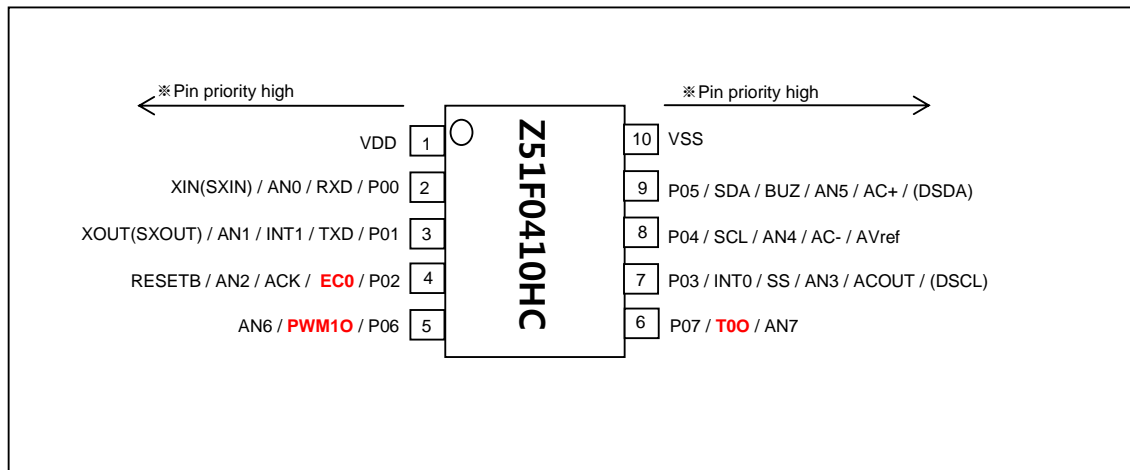 ※Pin priority high
※Pin priority high
Z51F0410HC
VDD 1
10 VSS
XIN(SXIN) / AN0 / RXD / P00 2
9 P05 / SDA / BUZ / AN5 / AC+ / (DSDA)
XOUT(SXOUT) / AN1 / INT1 / TXD / P01 3
8 P04 / SCL / AN4 / AC- / AVref
RESETB / AN2 / ACK / EC0 / P02 4
7 P03 / INT0 / SS / AN3 / ACOUT / (DSCL)
AN6 / PWM1O / P06 5
6 P07 / T0O / AN7